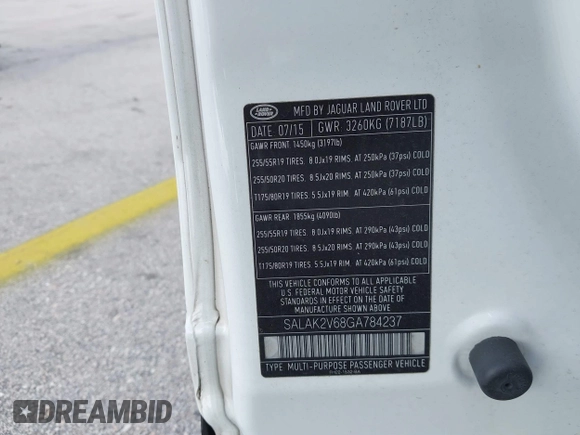 LAND ROVER
MFD BY JAGUAR LAND ROVER LTD
DATE 07/15 GWR 3260KG (7187LB)
GAWR FRONT 1450kg (3197lb)
255/55R19 TIRES: 8.0Jx19 RIMS. AT 250kPa (37psi) COLD
255/50R20 TIRES: 8.5Jx20 RIMS. AT 250kPa (37psi) COLD
T175/80R19 TIRES: 5.5Jx19 RIM. AT 420kPa (61psi) COLD
GAWR REAR 1855kg (4090lb)
255/55R19 TIRES: 8.0Jx19 RIMS. AT 290kPa (43psi) COLD
255/50R20 TIRES: 8.5Jx20 RIMS. AT 290kPa (43psi) COLD
T175/80R19 TIRES: 5.5Jx19 RIM. AT 420kPa (61psi) COLD
THIS VEHICLE CONFORMS TO ALL APPLICABLE
U.S. FEDERAL MOTOR VEHICLE SAFETY
STANDARDS IN EFFECT ON THE DATE OF
MANUFACTURE SHOWN ABOVE
SALAK2V68GA784237
TYPE: MULTI-PURPOSE PASSENGER VEHICLE
DREAMBID